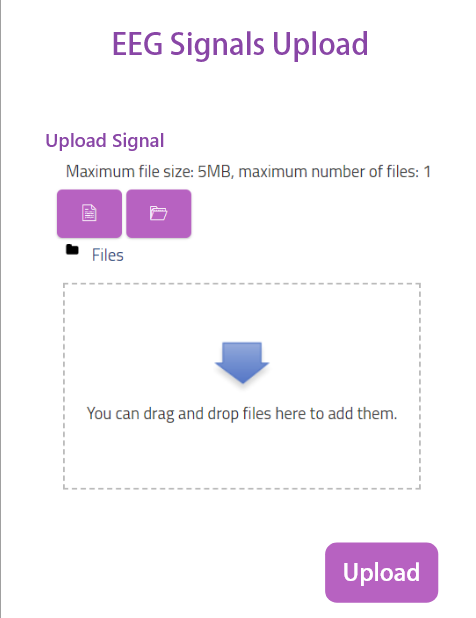 EEG Signals Upload
Upload Signal
Maximum file size: 5MB, maximum number of files: 1
Files
You can drag and drop files here to add them.
Upload